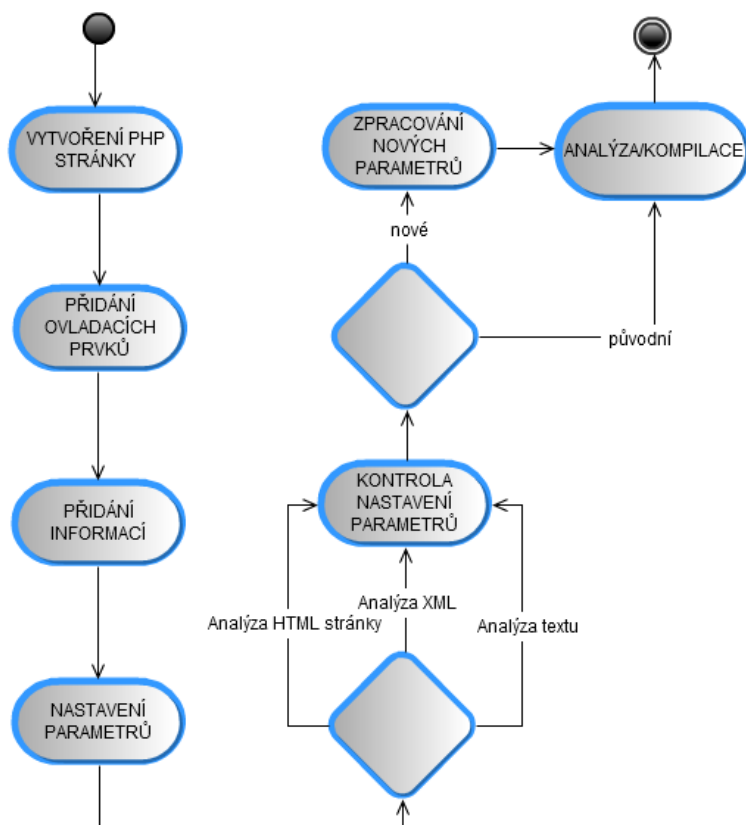 VYTVOŘENÍ PHP
STRÁNKY
PŘIDÁNÍ
OVLADACÍCH
PRVKŮ
PŘIDÁNÍ
INFORMACÍ
NASTAVENÍ
PARAMETRŮ
Analýza HTML stránky
Analýza XML
Analýza textu
KONTROLA
NASTAVENÍ
PARAMETRŮ
nové
původní
ZPRACOVÁNÍ
NOVÝCH
PARAMETRŮ
ANALÝZA/KOMPILACE